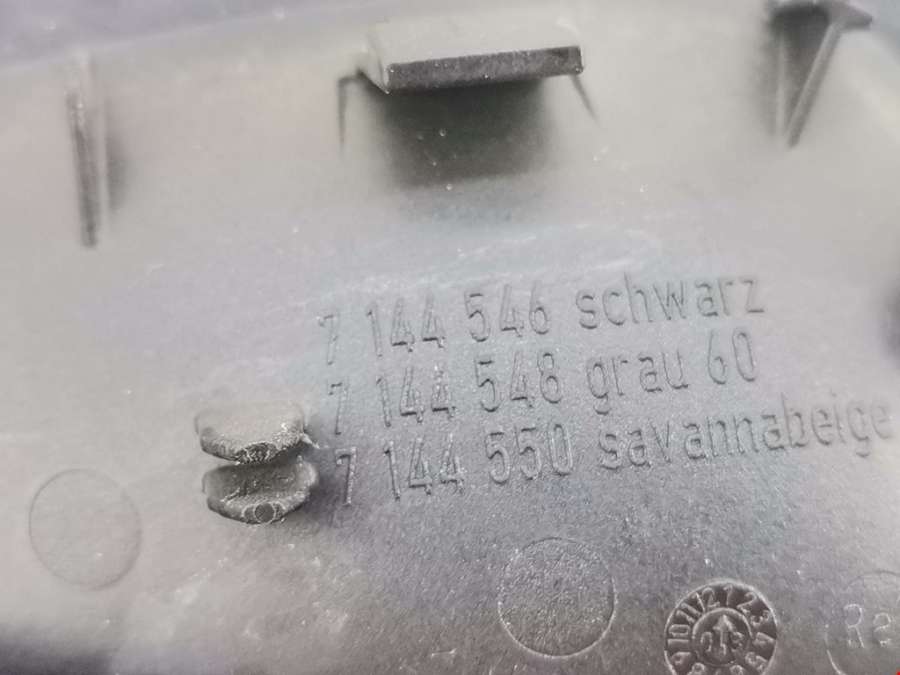 7 144 546 schwarz
7 144 548 grau 60
7 144 550 savannabeige